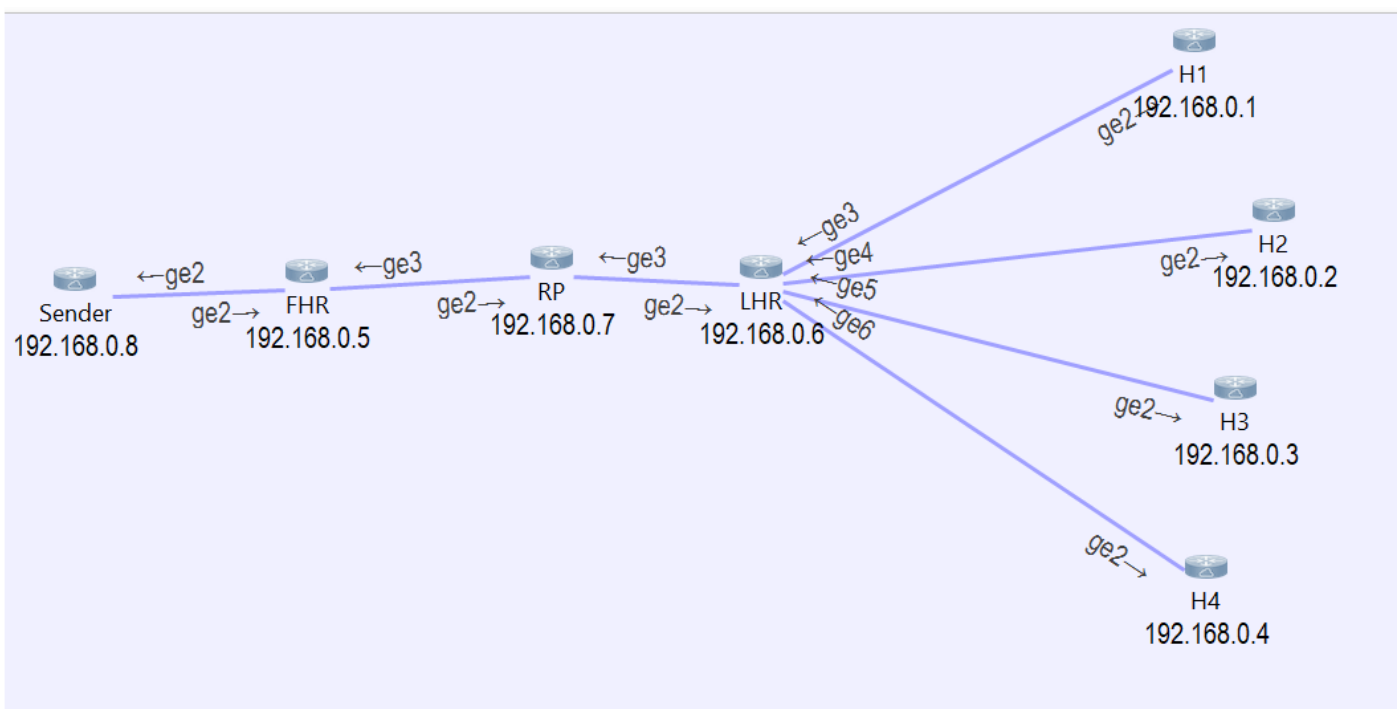 H1
192.168.0.1
ge2→
←ge3
H2
192.168.0.2
ge2→
←ge4
←ge2
Sender
192.168.0.8
ge2→
FHR
192.168.0.5
←ge3
ge2→
RP
192.168.0.7
←ge3
ge2→
LHR
192.168.0.6
←ge5
←ge6
ge2→
H3
192.168.0.3
ge2→
H4
192.168.0.4